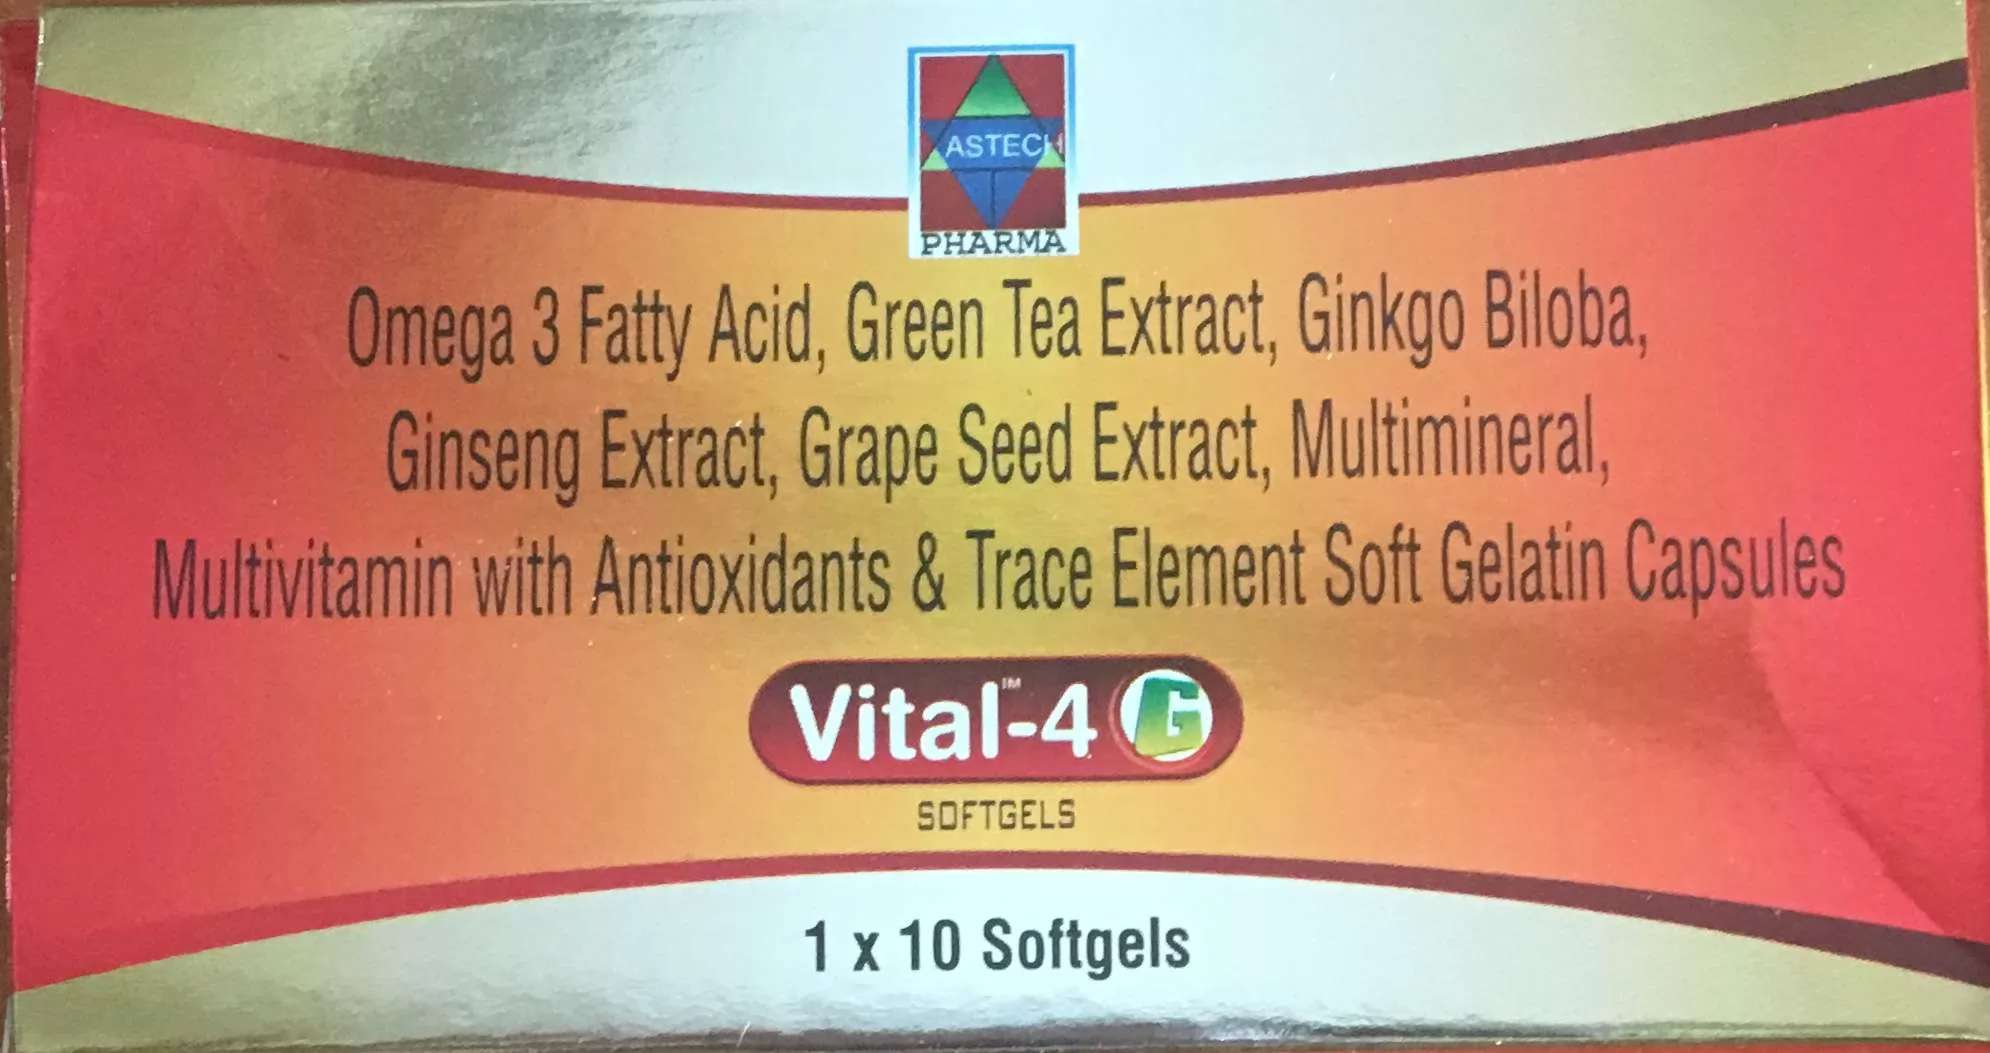 ASTECH
PHARMA
Omega 3 Fatty Acid, Green Tea Extract, Ginkgo Biloba,
Ginseng Extract, Grape Seed Extract, Multimineral,
Multivitamin with Antioxidants & Trace Element Soft Gelatin Capsules
Vital™-4 G
SOFTGELS
1 x 10 Softgels